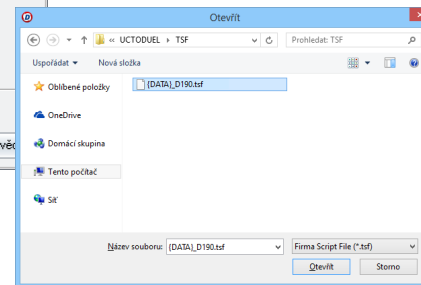 Otevřít
« UCTODUEL ▸ TSF
Prohledat: TSF
Uspořádat
Nová složka
Oblíbené položky
{DATA}_D190.tsf
OneDrive
Domácí skupina
Tento počítač
Síť
Název souboru: {DATA}_D190.tsf
Firma Script File (*.tsf)
Otevřít
Storno